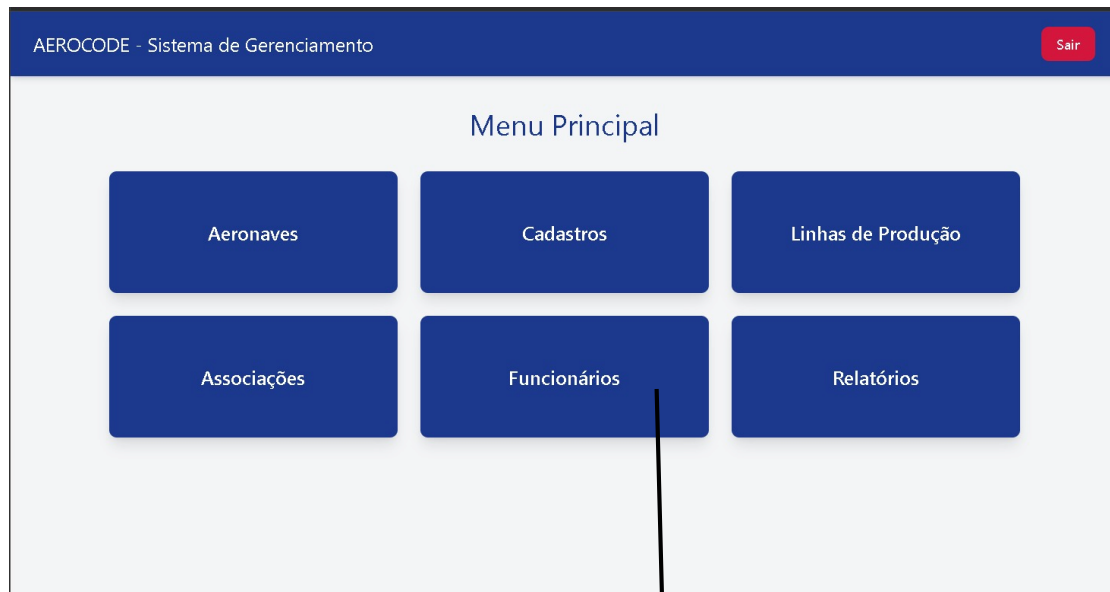 AEROCODE - Sistema de Gerenciamento
Sair
Menu Principal
Aeronaves
Cadastros
Linhas de Produção
Associações
Funcionários
Relatórios